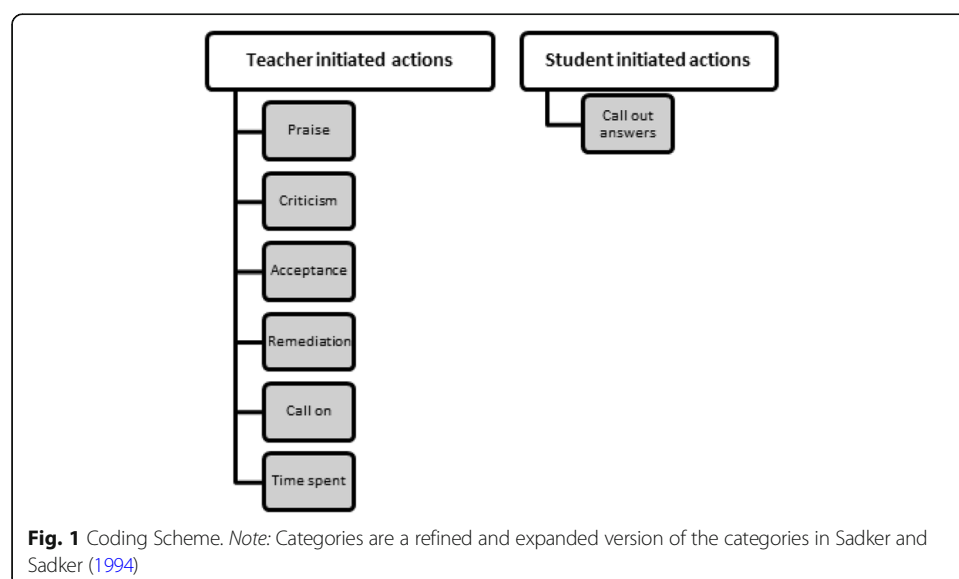 Teacher initiated actions
Praise
Criticism
Acceptance
Remediation
Call on
Time spent
Student initiated actions
Call out
answers
Fig. 1 Coding Scheme. Note: Categories are a refined and expanded version of the categories in Sadker and
Sadker (1994)